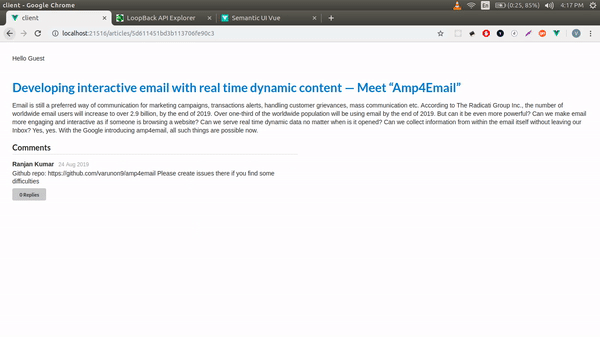 client - Google Chrome
En
(0:25, 85%)
4:17 PM
client
LoopBack API Explorer
Semantic UI Vue
localhost:21516/articles/5d611451bd3b113706fe90c3
Hello Guest
Developing interactive email with real time dynamic content — Meet “Amp4Email”
Email is still a preferred way of communication for marketing campaigns, transactions alerts, handling customer grievances, mass communication etc. According to The Radicati Group Inc., the number of
worldwide email users will increase to over 2.9 billion, by the end of 2019. Over one-third of the worldwide population will be using email by the end of 2019. But can it be even more powerful? Can we make email
more engaging and interactive as if someone is browsing a website? Can we serve real time dynamic data no matter when is it opened? Can we collect information from within the email itself without leaving our
Inbox? Yes, yes. With the Google introducing amp4email, all such things are possible now.
Comments
Ranjan Kumar 24 Aug 2019
Github repo: https://github.com/varunon9/amp4email Please create issues there if you find some
difficulties
0 Replies